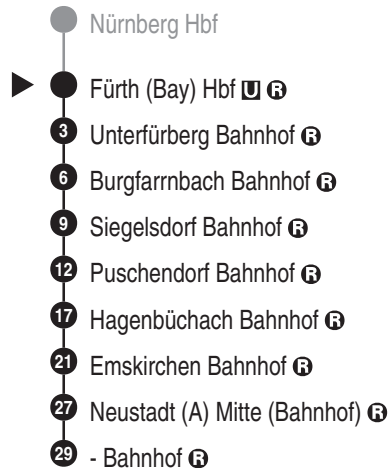 Nürnberg Hbf
Fürth (Bay) Hbf U R
3 Unterfürberg Bahnhof R
6 Burgfarrnbach Bahnhof R
9 Siegelsdorf Bahnhof R
12 Puschendorf Bahnhof R
17 Hagenbüchach Bahnhof R
21 Emskirchen Bahnhof R
27 Neustadt (A) Mitte (Bahnhof) R
29 - Bahnhof R